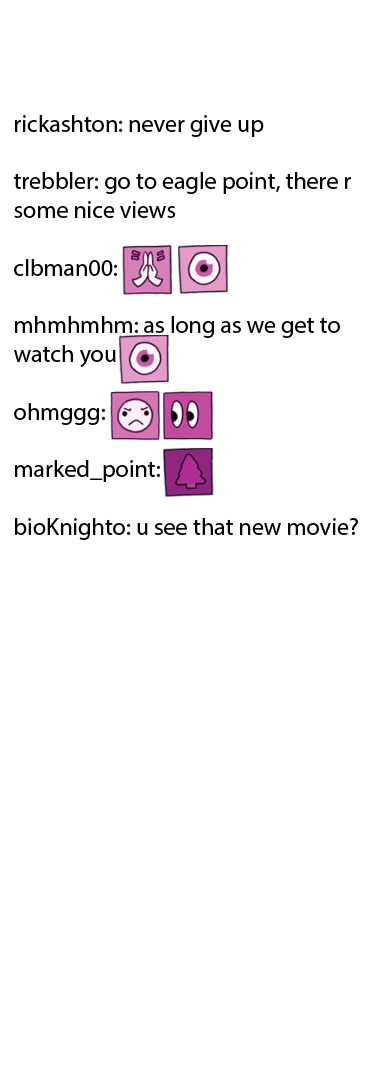 rickashton: never give up
trebbler: go to eagle point, there r
some nice views
clbman00:
mhmhmhm: as long as we get to
watch you
ohmggg:
marked_point:
bioKnighto: u see that new movie?